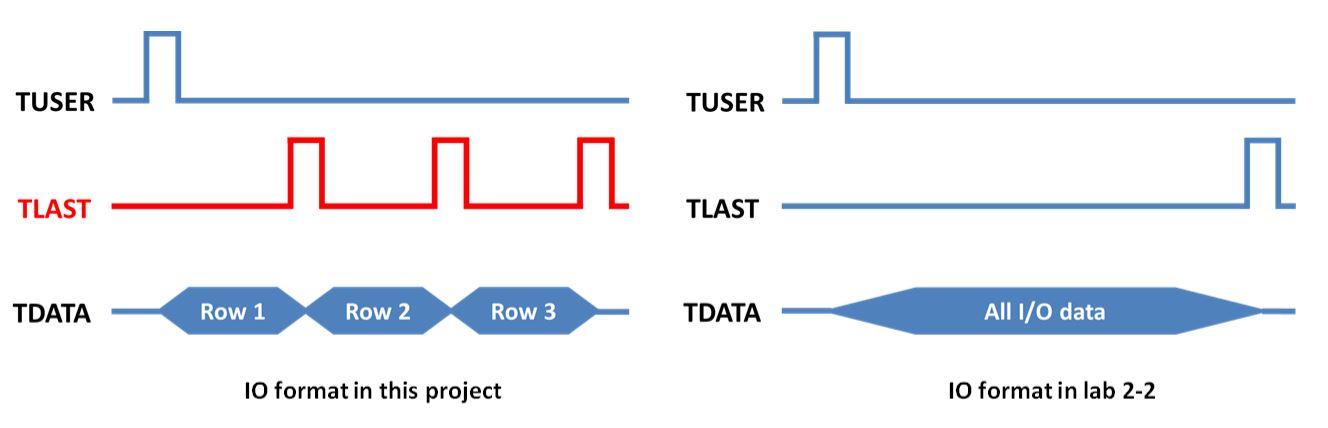 TUSER
TLAST
TDATA
Row 1
Row 2
Row 3
IO format in this project
TUSER
TLAST
TDATA
All I/O data
IO format in lab 2-2